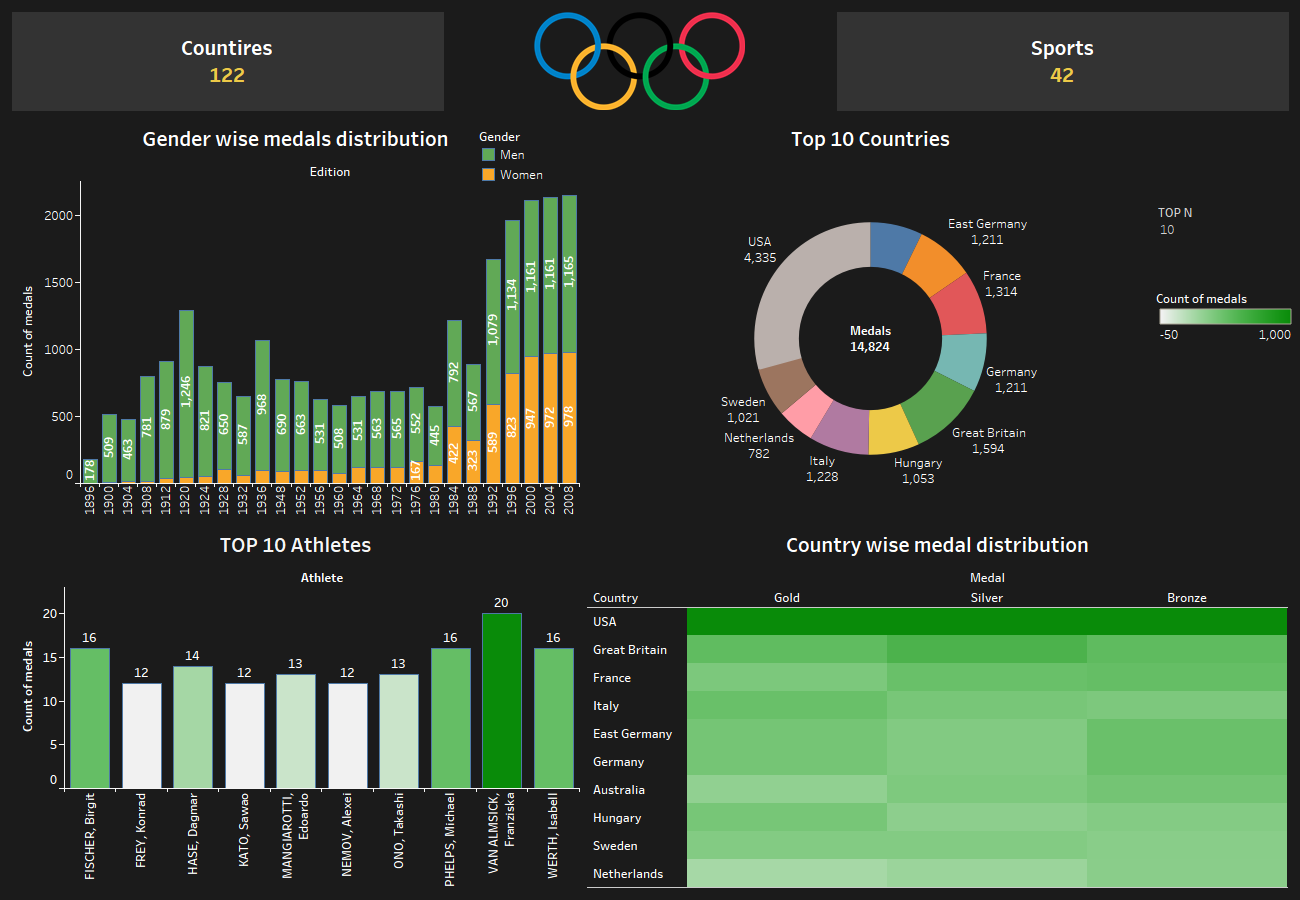 Countires
122
Sports
42
Gender wise medals distribution
Gender
Men
Women
Edition
Count of medals
2000
1500
1000
500
0
178
509
463
781
879
1,246
821
650
587
968
690
663
531
508
531
563
565
552
167
445
792
422
567
323
1,079
589
1,134
823
1,161
947
1,161
972
1,165
978
1896
1900
1904
1908
1912
1920
1924
1928
1932
1936
1948
1952
1956
1960
1964
1968
1972
1976
1980
1984
1988
1992
1996
2000
2004
2008
Top 10 Countries
USA
4,335
East Germany
1,211
France
1,314
Germany
1,211
Great Britain
1,594
Hungary
1,053
Italy
1,228
Netherlands
782
Sweden
1,021
Medals
14,824
TOP N
10
Count of medals
-50
1,000
TOP 10 Athletes
Athlete
Count of medals
20
15
10
5
0
16
12
14
12
13
12
13
16
20
16
FISCHER, Birgit
FREY, Konrad
HASE, Dagmar
KATO, Sawao
MANGIAROTTI,
Edoardo
NEMOV, Alexei
ONO, Takashi
PHELPS, Michael
VAN ALMSICK,
Franziska
WERTH, Isabell
Country wise medal distribution
Medal
Country Gold Silver Bronze
USA
Great Britain
France
Italy
East Germany
Germany
Australia
Hungary
Sweden
Netherlands